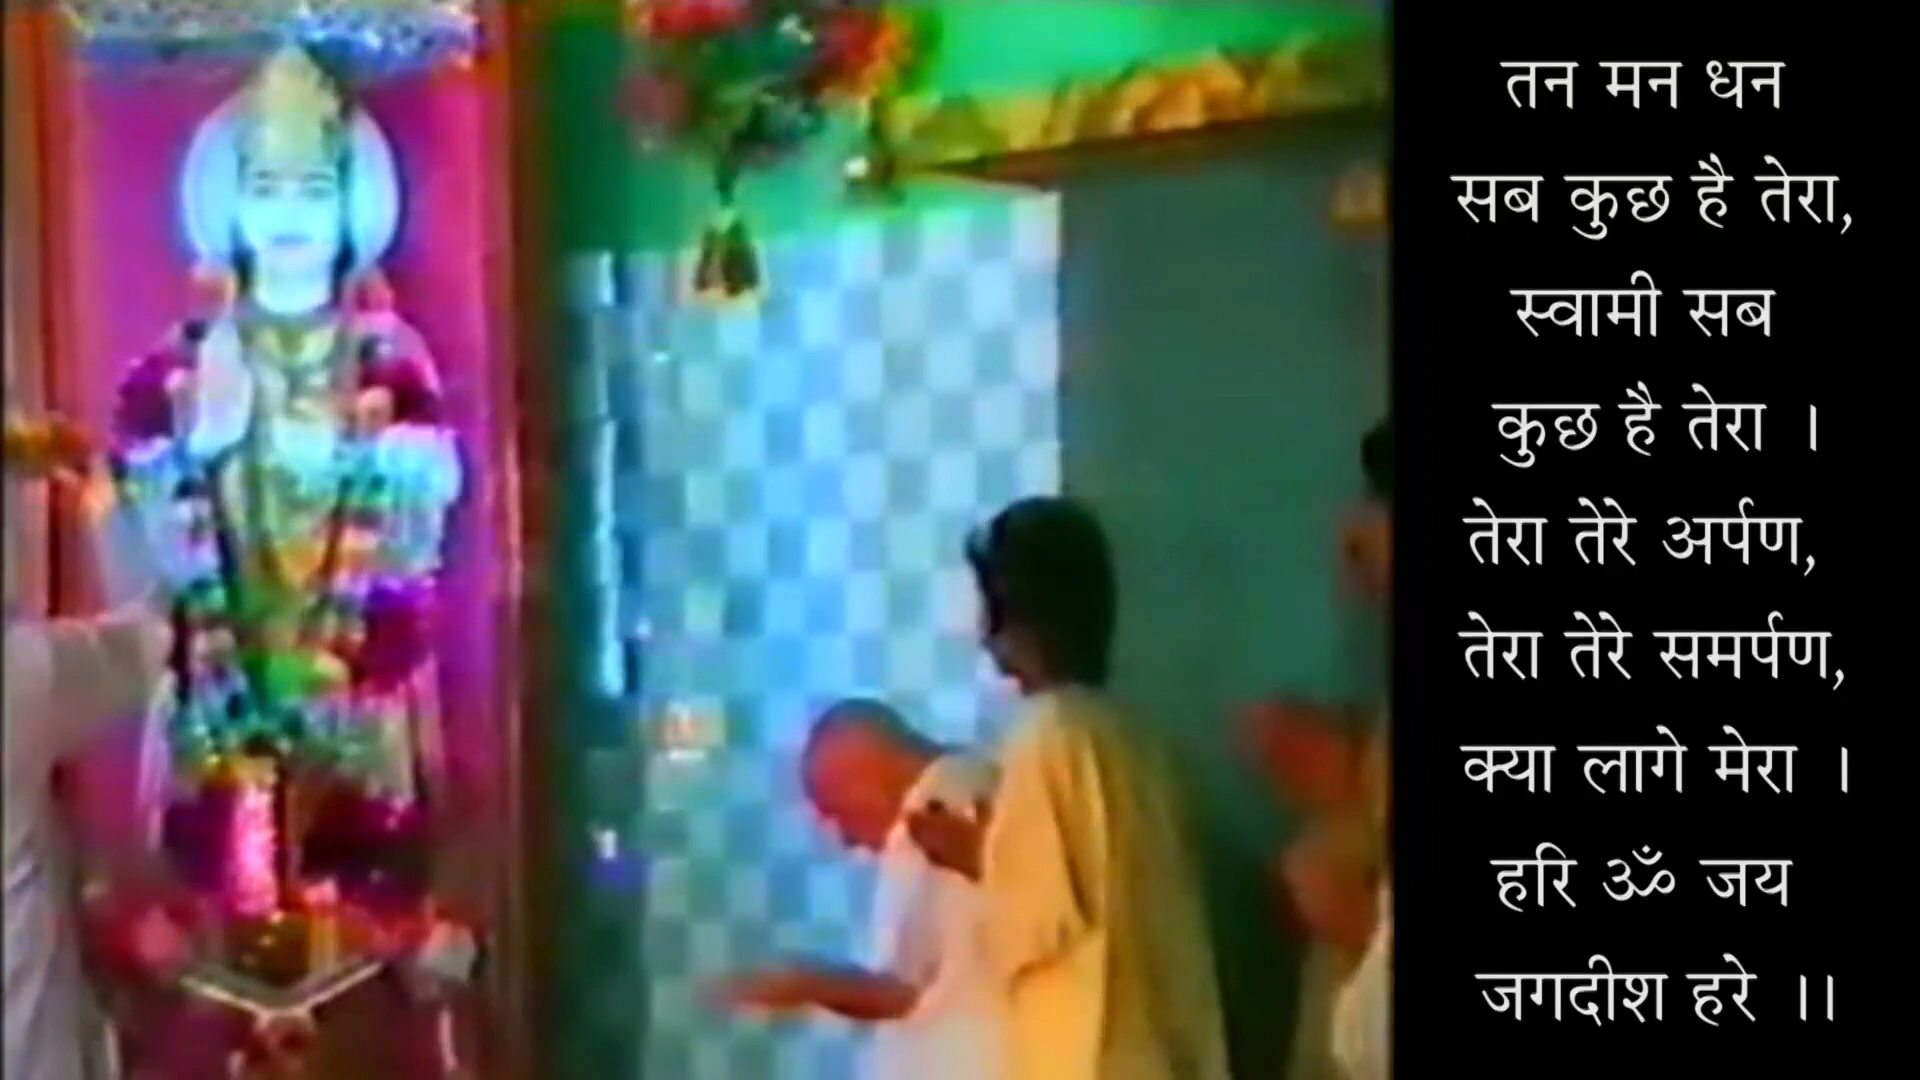 तन मन धन
सब कुछ है तेरा,
स्वामी सब
कुछ है तेरा ।
तेरा तेरे अर्पण,
तेरा तेरे समर्पण,
क्या लागे मेरा ।
हरि ॐ जय
जगदीश हरे ।।